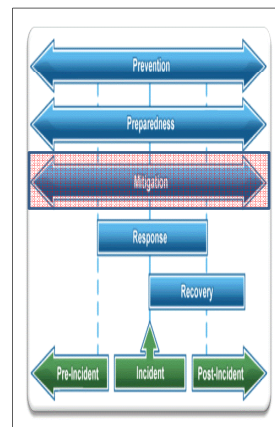 Prevention
Preparedness
Mitigation
Response
Recovery
Pre-Incident Incident Post-Incident